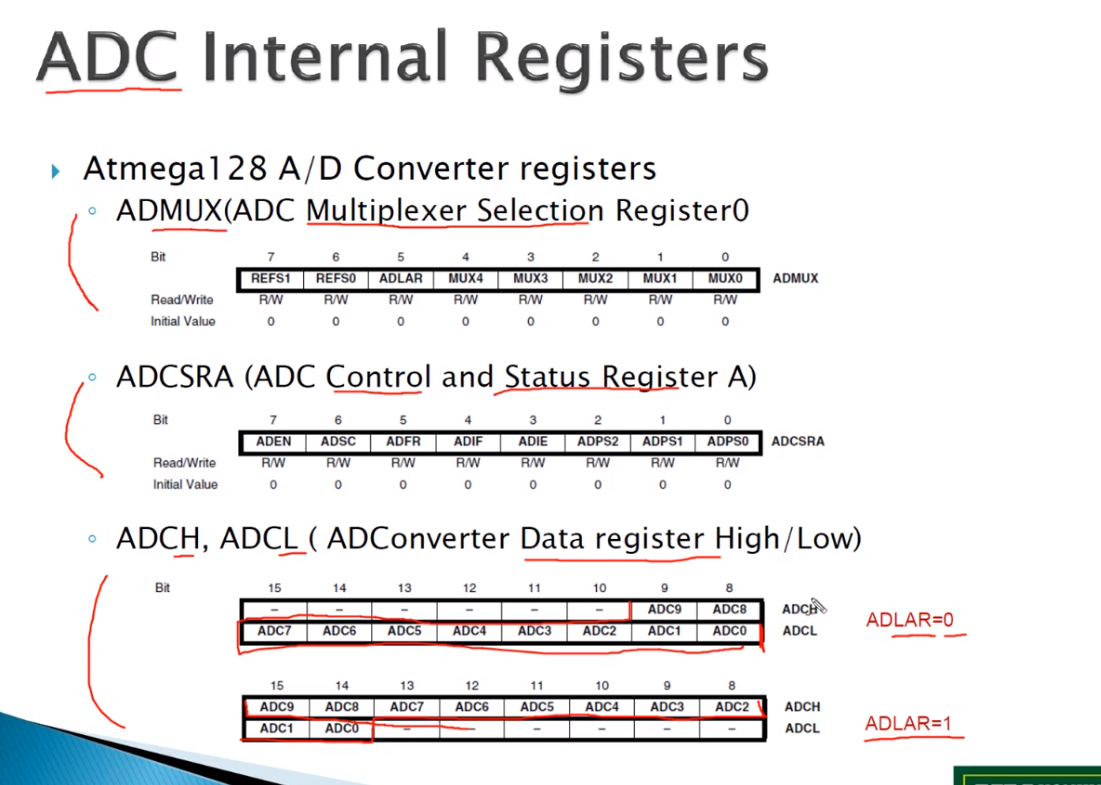 ADC Internal Registers
Atmega128 A/D Converter registers
ADMUX(ADC Multiplexer Selection Register0
Bit 7 6 5 4 3 2 1 0
REFS1 REFS0 ADLAR MUX4 MUX3 MUX2 MUX1 MUX0 ADMUX
Read/Write R/W R/W R/W R/W R/W R/W R/W R/W
Initial Value 0 0 0 0 0 0 0 0
ADCSRA (ADC Control and Status Register A)
Bit 7 6 5 4 3 2 1 0
ADEN ADSC ADFR ADIF ADIE ADPS2 ADPS1 ADPS0 ADCSRA
Read/Write R/W R/W R/W R/W R/W R/W R/W R/W
Initial Value 0 0 0 0 0 0 0 0
ADCH, ADCL ( ADConverter Data register High/Low)
Bit 15 14 13 12 11 10 9 8
– – – – – – ADC9 ADC8 ADCH
ADC7 ADC6 ADC5 ADC4 ADC3 ADC2 ADC1 ADC0 ADCL
ADLAR=0
15 14 13 12 11 10 9 8
ADC9 ADC8 ADC7 ADC6 ADC5 ADC4 ADC3 ADC2 ADCH
ADC1 ADC0 – – – – – – ADCL
ADLAR=1